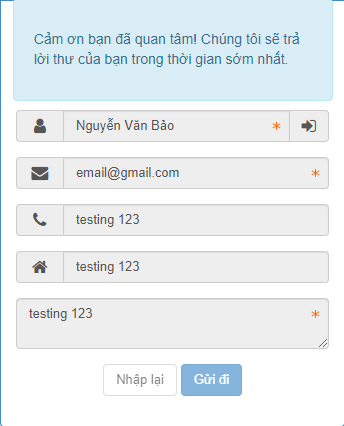 Cảm ơn bạn đã quan tâm! Chúng tôi sẽ trả
lời thư của bạn trong thời gian sớm nhất.
Nguyễn Văn Bảo *
email@gmail.com *
testing 123
testing 123
testing 123 *
Nhập lại Gửi đi